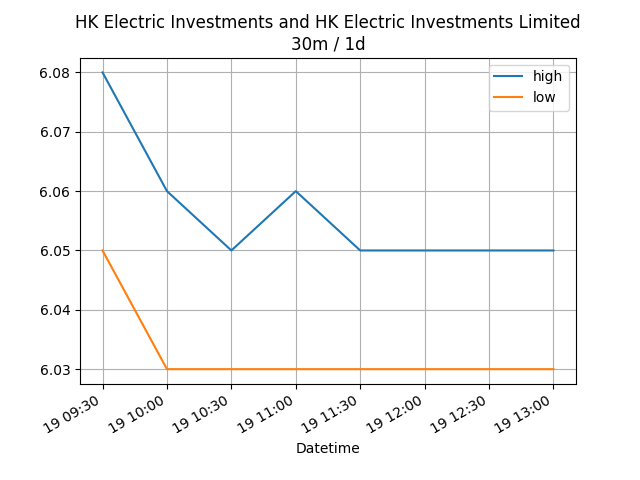 HK Electric Investments and HK Electric Investments Limited
30m / 1d
high
low
6.08
6.07
6.06
6.05
6.04
6.03
19 09:30
19 10:00
19 10:30
19 11:00
19 11:30
19 12:00
19 12:30
19 13:00
Datetime